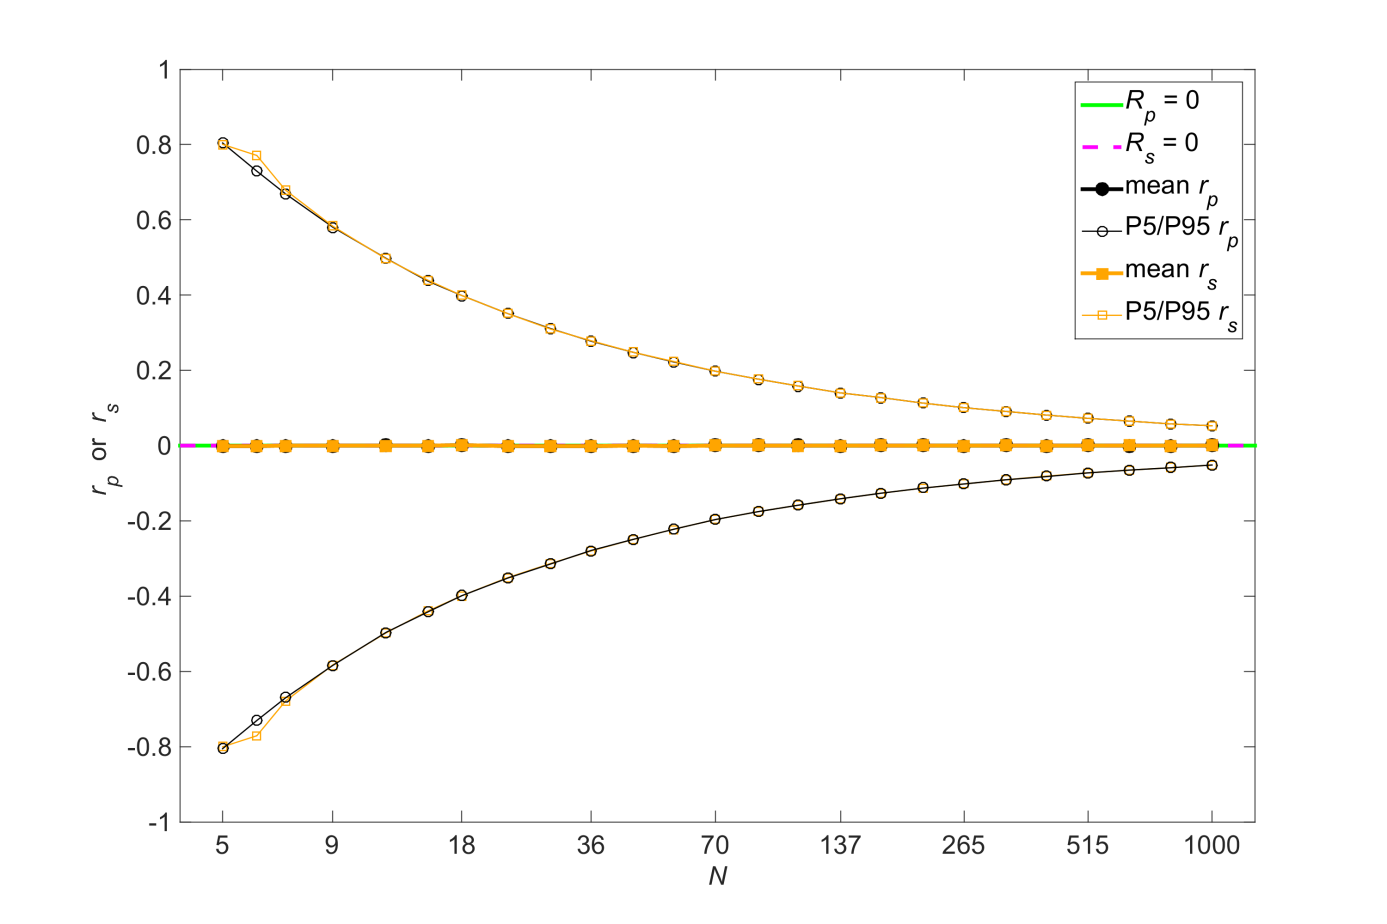 1
0.8
0.6
0.4
0.2
0
-0.2
-0.4
-0.6
-0.8
-1
r_p or r_s
5 9 18 36 70 137 265 515 1000
N
R_p = 0
R_s = 0
mean r_p
P5/P95 r_p
mean r_s
P5/P95 r_s